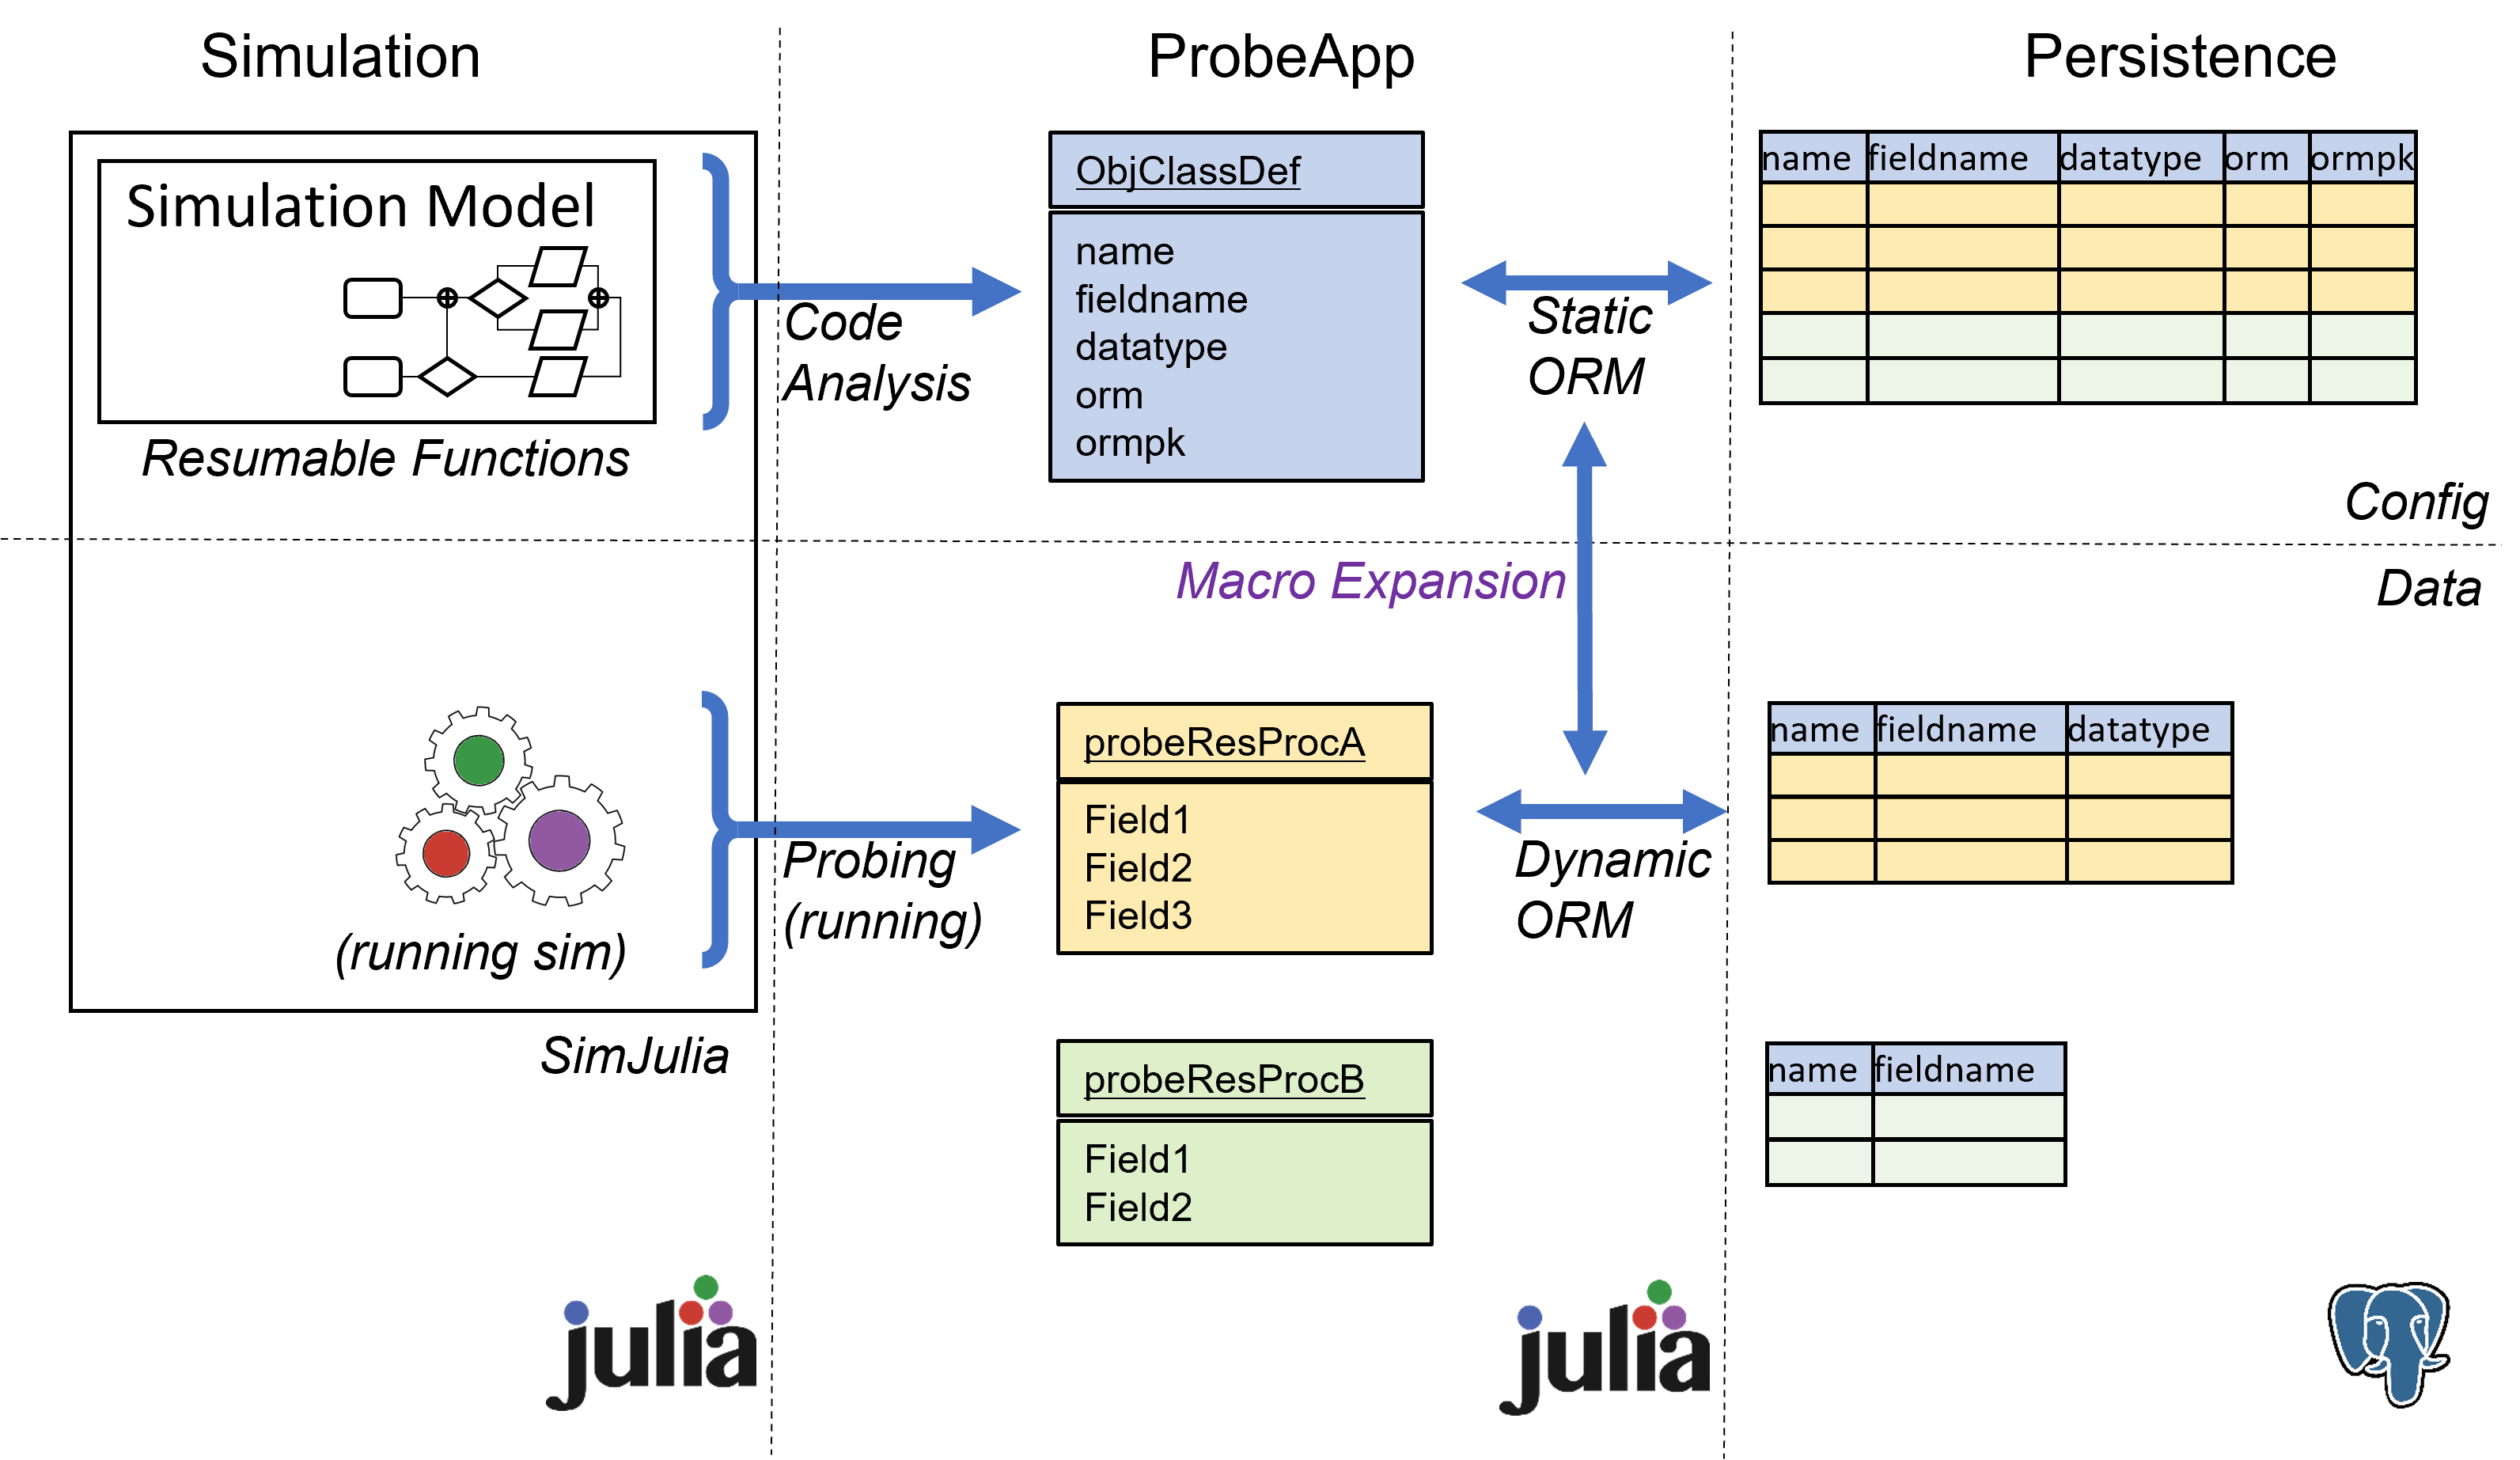 Simulation
ProbeApp
Persistence
Simulation Model
Resumable Functions
Code
Analysis
ObjClassDef
name
fieldname
datatype
orm
ormpk
Static
ORM
name fieldname datatype orm ormpk
Config
Data
Macro Expansion
(running sim)
SimJulia
Probing
(running)
probeResProcA
Field1
Field2
Field3
Dynamic
ORM
name fieldname datatype
probeResProcB
Field1
Field2
name fieldname
julia
julia